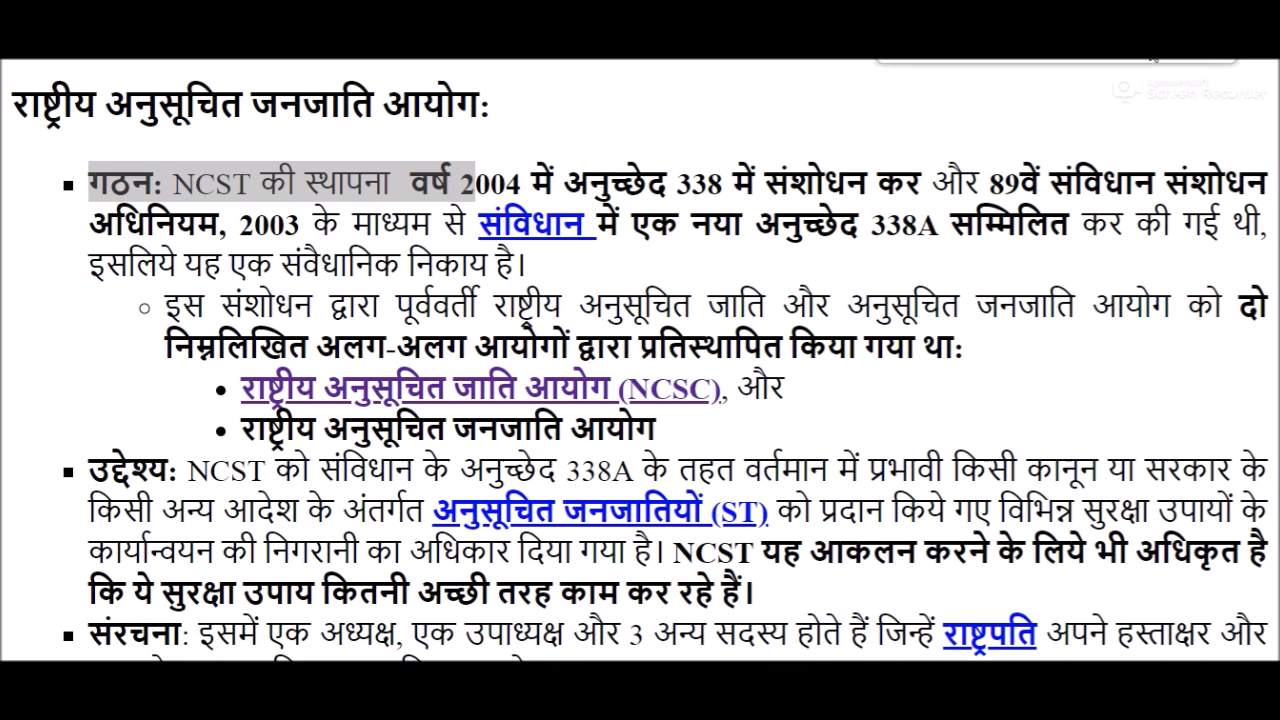 राष्ट्रीय अनुसूचित जनजाति आयोग:
गठन: NCST की स्थापना वर्ष 2004 में अनुच्छेद 338 में संशोधन कर और 89वें संविधान संशोधन
अधिनियम, 2003 के माध्यम से संविधान में एक नया अनुच्छेद 338A सम्मिलित कर की गई थी,
इसलिये यह एक संवैधानिक निकाय है।
इस संशोधन द्वारा पूर्ववर्ती राष्ट्रीय अनुसूचित जाति और अनुसूचित जनजाति आयोग को दो
निम्नलिखित अलग-अलग आयोगों द्वारा प्रतिस्थापित किया गया था:
राष्ट्रीय अनुसूचित जाति आयोग (NCSC), और
राष्ट्रीय अनुसूचित जनजाति आयोग
उद्देश्य: NCST को संविधान के अनुच्छेद 338A के तहत वर्तमान में प्रभावी किसी कानून या सरकार के
किसी अन्य आदेश के अंतर्गत अनुसूचित जनजातियों (ST) को प्रदान किये गए विभिन्न सुरक्षा उपायों के
कार्यान्वयन की निगरानी का अधिकार दिया गया है। NCST यह आकलन करने के लिये भी अधिकृत है
कि ये सुरक्षा उपाय कितनी अच्छी तरह काम कर रहे हैं।
संरचना: इसमें एक अध्यक्ष, एक उपाध्यक्ष और 3 अन्य सदस्य होते हैं जिन्हें राष्ट्रपति अपने हस्ताक्षर और
Screen Recorder